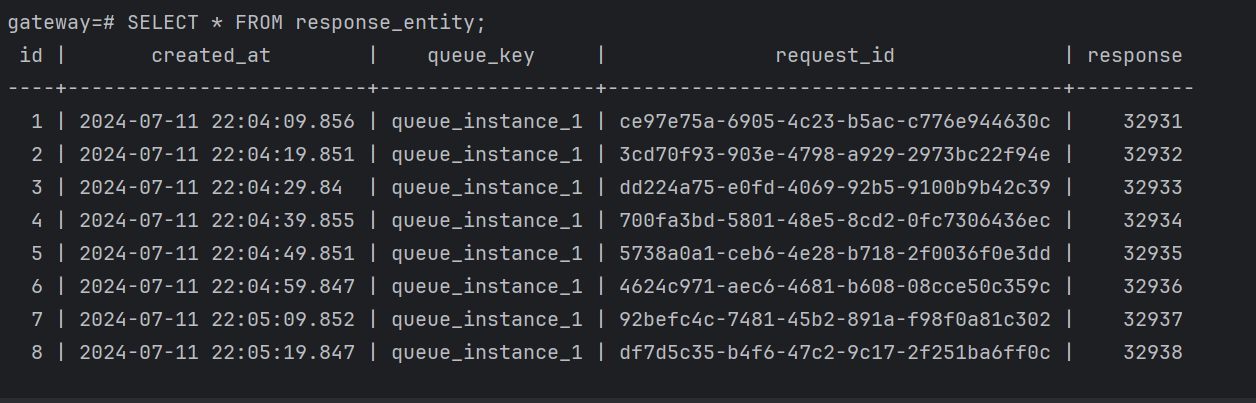 gateway=# SELECT * FROM response_entity;
 id |       created_at        |    queue_key     |              request_id              | response
----+-------------------------+------------------+--------------------------------------+----------
  1 | 2024-07-11 22:04:09.856 | queue_instance_1 | ce97e75a-6905-4c23-b5ac-c776e944630c |    32931
  2 | 2024-07-11 22:04:19.851 | queue_instance_1 | 3cd70f93-903e-4798-a929-2973bc22f94e |    32932
  3 | 2024-07-11 22:04:29.84  | queue_instance_1 | dd224a75-e0fd-4069-92b5-9100b9b42c39 |    32933
  4 | 2024-07-11 22:04:39.855 | queue_instance_1 | 700fa3bd-5801-48e5-8cd2-0fc7306436ec |    32934
  5 | 2024-07-11 22:04:49.851 | queue_instance_1 | 5738a0a1-ceb6-4e28-b718-2f0036f0e3dd |    32935
  6 | 2024-07-11 22:04:59.847 | queue_instance_1 | 4624c971-aec6-4681-b608-08cce50c359c |    32936
  7 | 2024-07-11 22:05:09.852 | queue_instance_1 | 92befc4c-7481-45b2-891a-f98f0a81c302 |    32937
  8 | 2024-07-11 22:05:19.847 | queue_instance_1 | df7d5c35-b4f6-47c2-9c17-2f251ba6ff0c |    32938